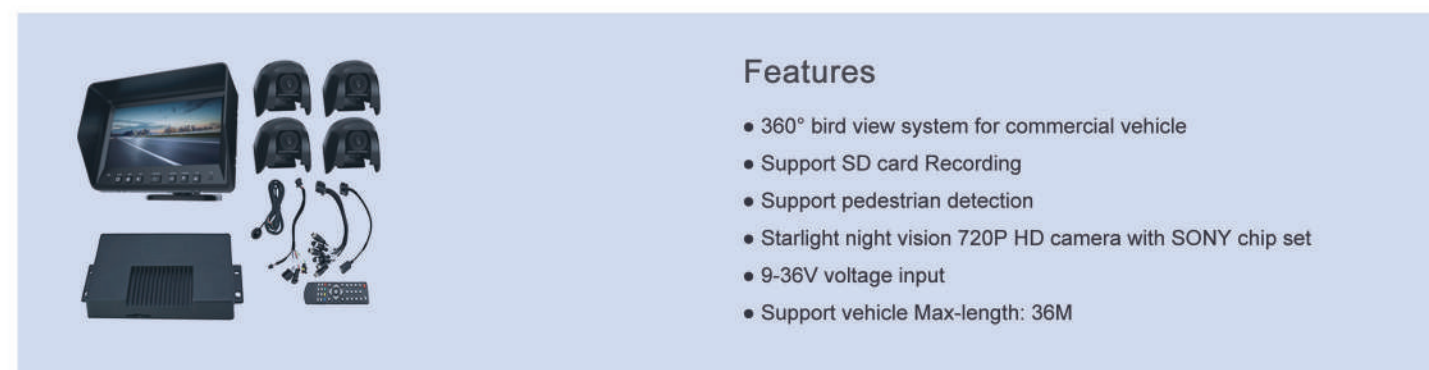 Features
● 360° bird view system for commercial vehicle
● Support SD card Recording
● Support pedestrian detection
● Starlight night vision 720P HD camera with SONY chip set
● 9-36V voltage input
● Support vehicle Max-length: 36M